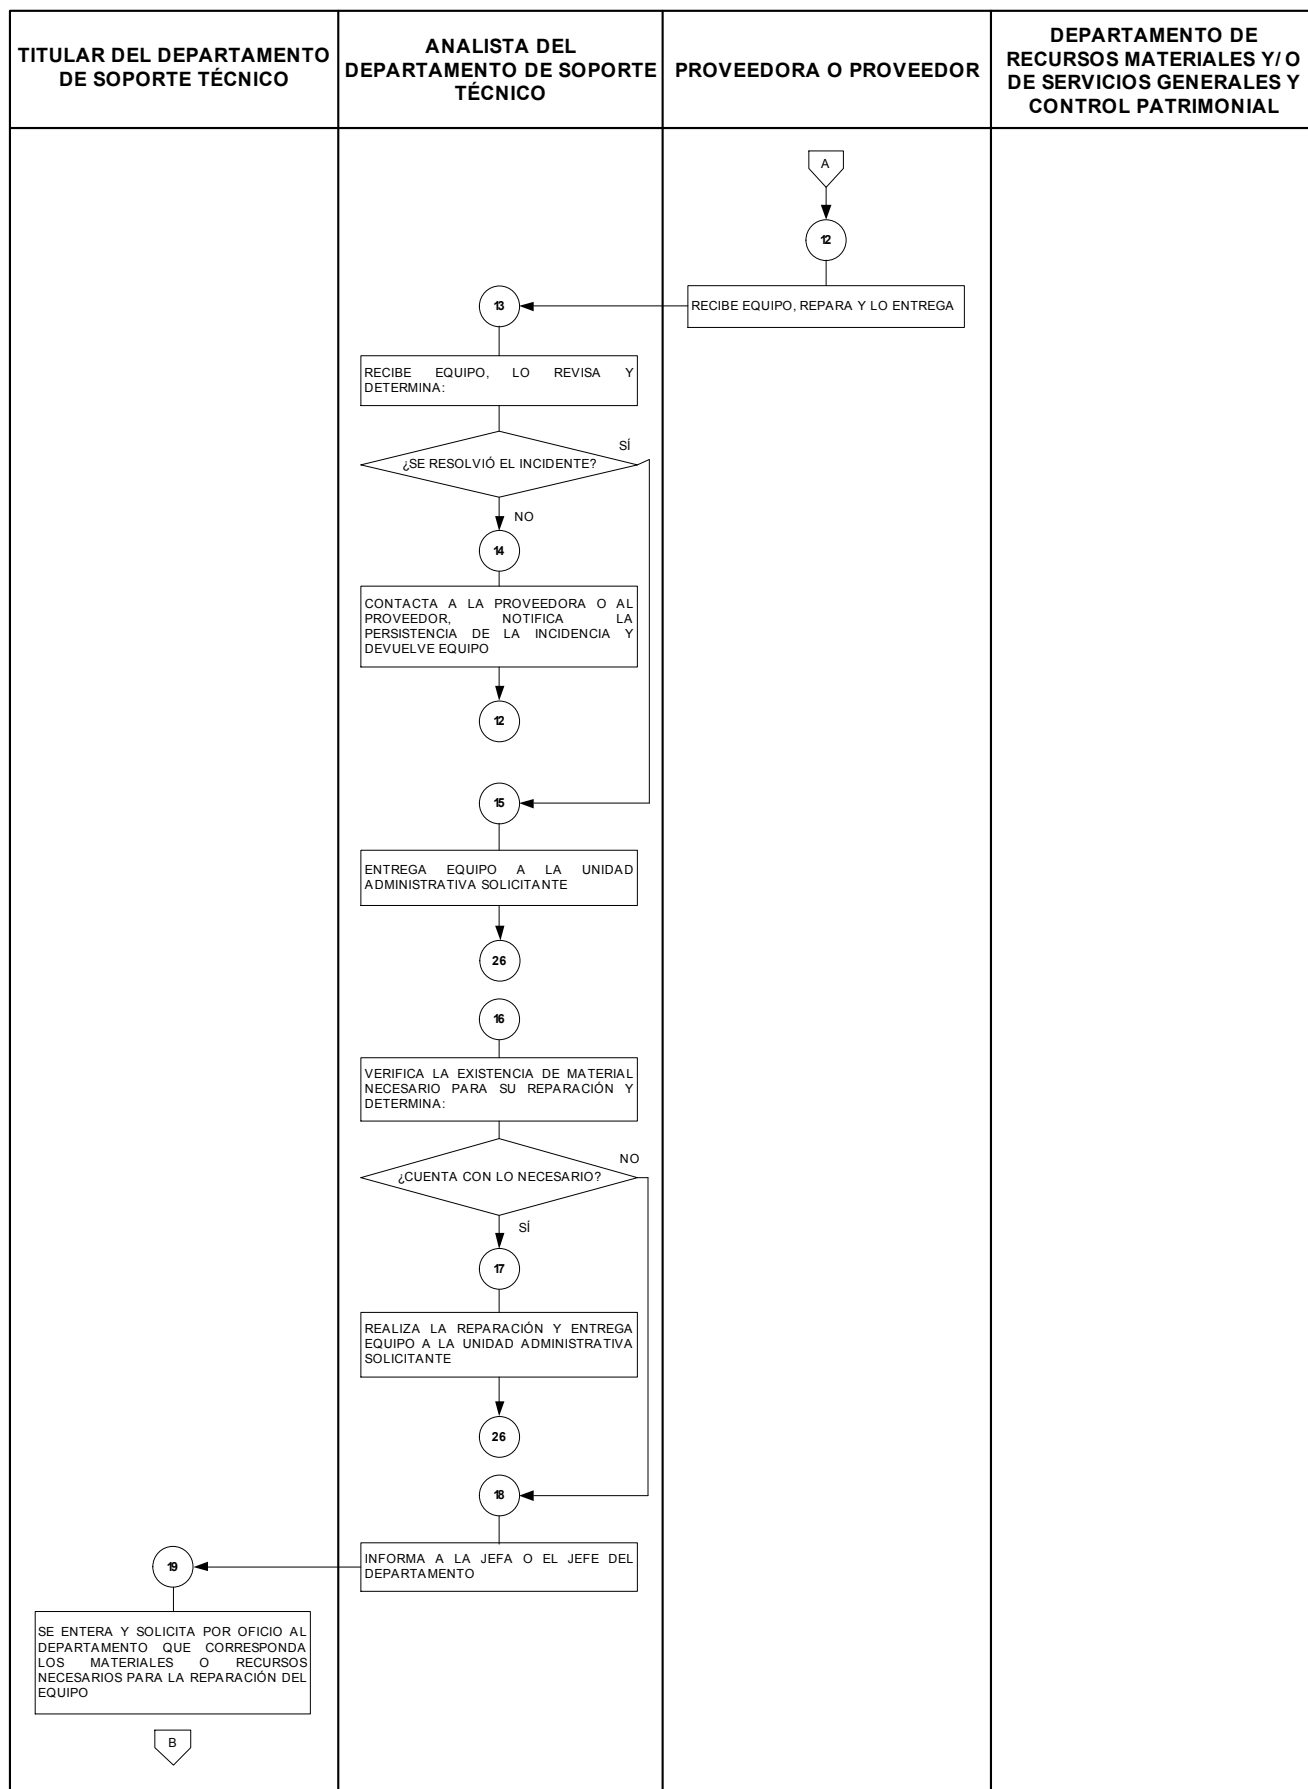 TITULAR DEL DEPARTAMENTO
DE SOPORTE TÉCNICO
ANALISTA DEL
DEPARTAMENTO DE SOPORTE
TÉCNICO
PROVEEDORA O PROVEEDOR
DEPARTAMENTO DE
RECURSOS MATERIALES Y/ O
DE SERVICIOS GENERALES Y
CONTROL PATRIMONIAL
A
12
RECIBE EQUIPO, REPARA Y LO ENTREGA
13
RECIBE EQUIPO, LO REVISA Y
DETERMINA:
¿SE RESOLVIÓ EL INCIDENTE?
SÍ
NO
14
CONTACTA A LA PROVEEDORA O AL
PROVEEDOR, NOTIFICA LA
PERSISTENCIA DE LA INCIDENCIA Y
DEVUELVE EQUIPO
12
15
ENTREGA EQUIPO A LA UNIDAD
ADMINISTRATIVA SOLICITANTE
26
16
VERIFICA LA EXISTENCIA DE MATERIAL
NECESARIO PARA SU REPARACIÓN Y
DETERMINA:
¿CUENTA CON LO NECESARIO?
NO
SÍ
17
REALIZA LA REPARACIÓN Y ENTREGA
EQUIPO A LA UNIDAD ADMINISTRATIVA
SOLICITANTE
26
18
INFORMA A LA JEFA O EL JEFE DEL
DEPARTAMENTO
19
SE ENTERA Y SOLICITA POR OFICIO AL
DEPARTAMENTO QUE CORRESPONDA
LOS MATERIALES O RECURSOS
NECESARIOS PARA LA REPARACIÓN DEL
EQUIPO
B